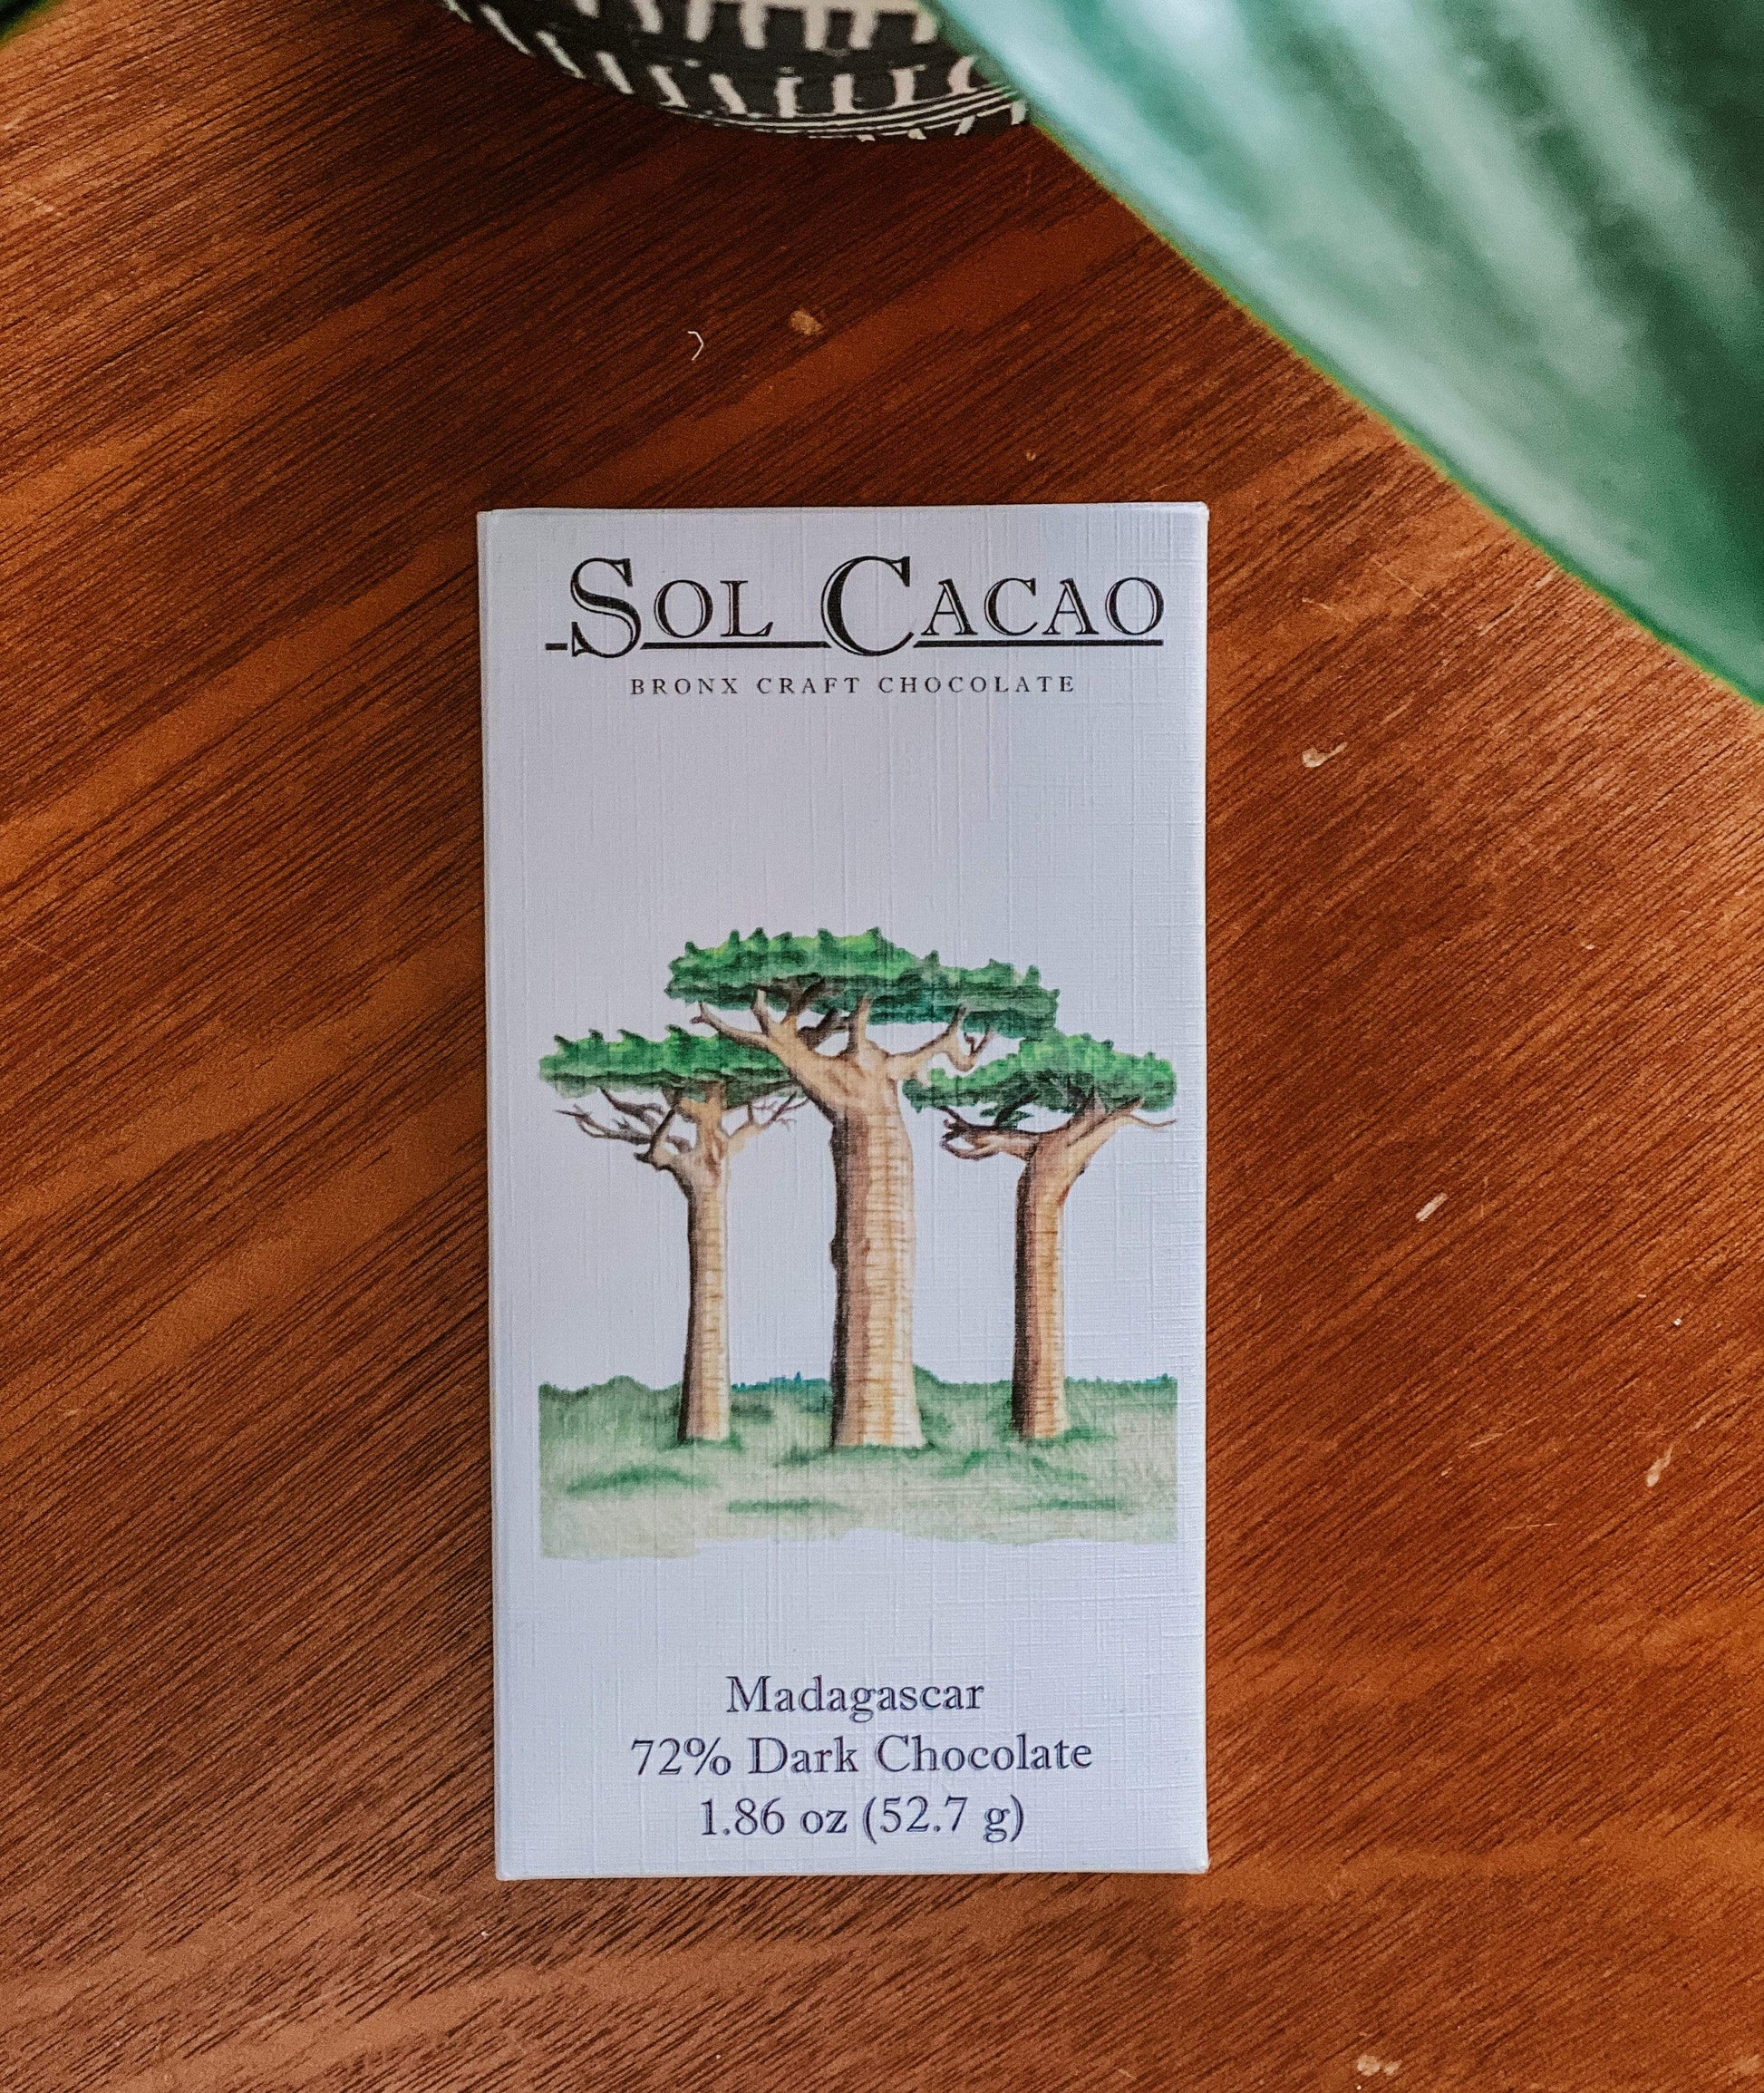 SOL CACAO
BRONX CRAFT CHOCOLATE
Madagascar
72% Dark Chocolate
1.86 oz (52.7 g)